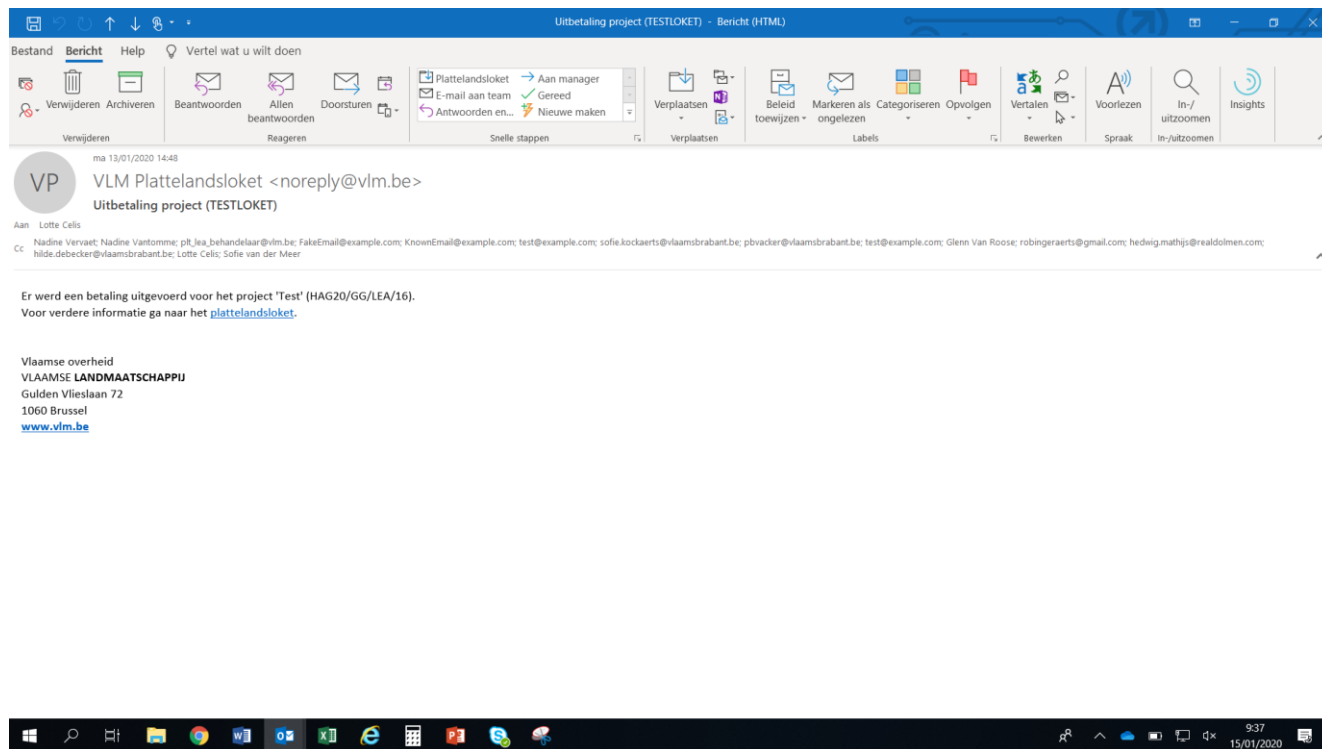 Uitbetaling project (TESTLOKET) - Bericht (HTML)
Bestand Bericht Help Vertel wat u wilt doen
Verwijderen Archiveren
Beantwoorden Allen beantwoorden Doorsturen
Plattelandsloket Aan manager
E-mail aan team Gereed
Antwoorden en... Nieuwe maken
Verplaatsen
Beleid toewijzen Markeren als ongelezen Categoriseren Opvolgen
Vertalen
Voorlezen
In-/ uitzoomen
Insights
Verwijderen Reageren Snelle stappen Verplaatsen Labels Bewerken Spraak In-/uitzoomen
ma 13/01/2020 14:48
VP
VLM Plattelandsloket <noreply@vlm.be>
Uitbetaling project (TESTLOKET)
Aan Lotte Celis
Cc Nadine Vervaet; Nadine Vantomme; plt_lea_behandelaar@vlm.be; FakeEmail@example.com; KnownEmail@example.com; test@example.com; sofie.kockaerts@vlaamsbrabant.be; pbvacker@vlaamsbrabant.be; test@example.com; Glenn Van Roose; robingeraerts@gmail.com; hedwig.mathijs@realdolmen.com;
hilde.debecker@vlaamsbrabant.be; Lotte Celis; Sofie van der Meer
Er werd een betaling uitgevoerd voor het project 'Test' (HAG20/GG/LEA/16).
Voor verdere informatie ga naar het plattelandsloket.
Vlaamse overheid
VLAAMSE LANDMAATSCHAPPIJ
Gulden Vlieslaan 72
1060 Brussel
www.vlm.be
9:37
15/01/2020